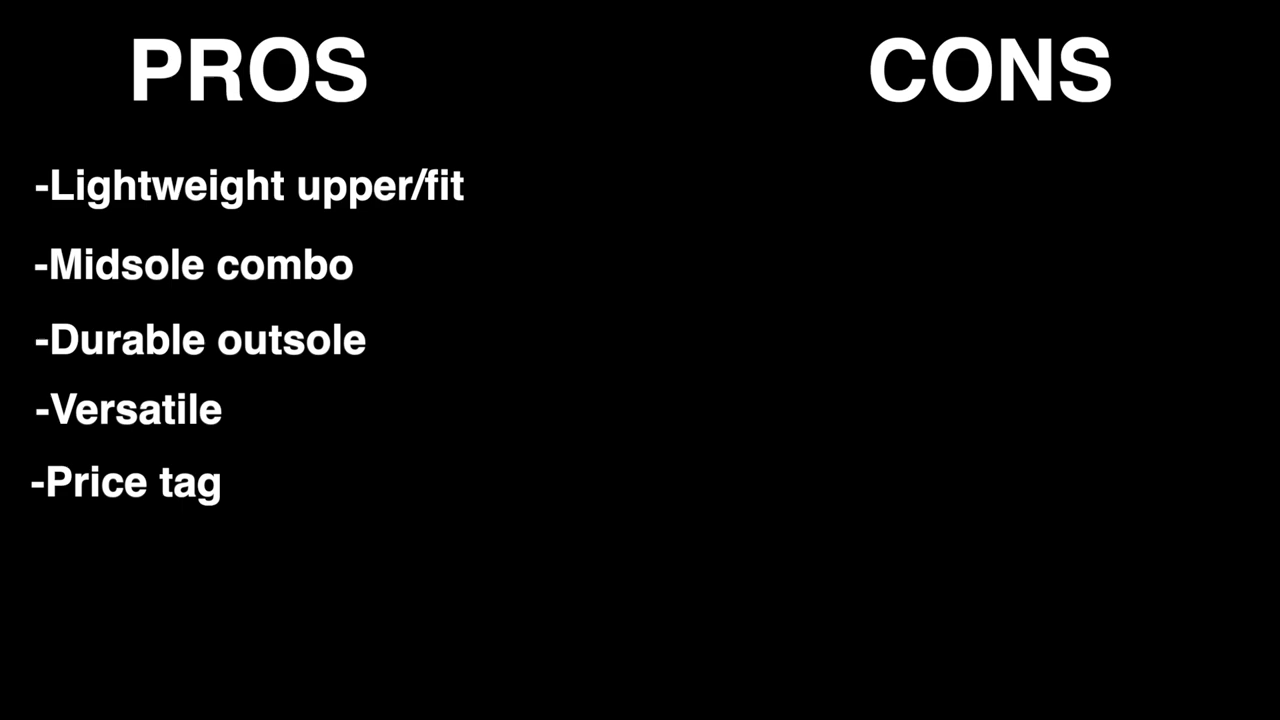 PROS
CONS
-Lightweight upper/fit
-Midsole combo
-Durable outsole
-Versatile
-Price tag